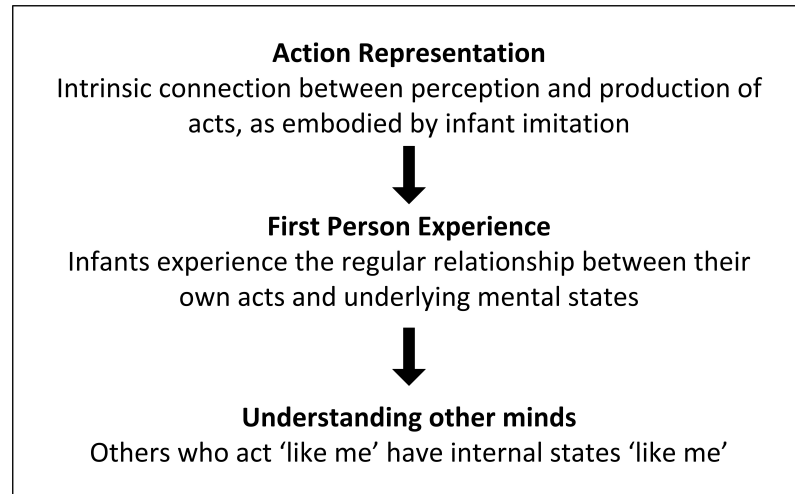 Action Representation
Intrinsic connection between perception and production of
acts, as embodied by infant imitation
First Person Experience
Infants experience the regular relationship between their
own acts and underlying mental states
Understanding other minds
Others who act ‘like me’ have internal states ‘like me’